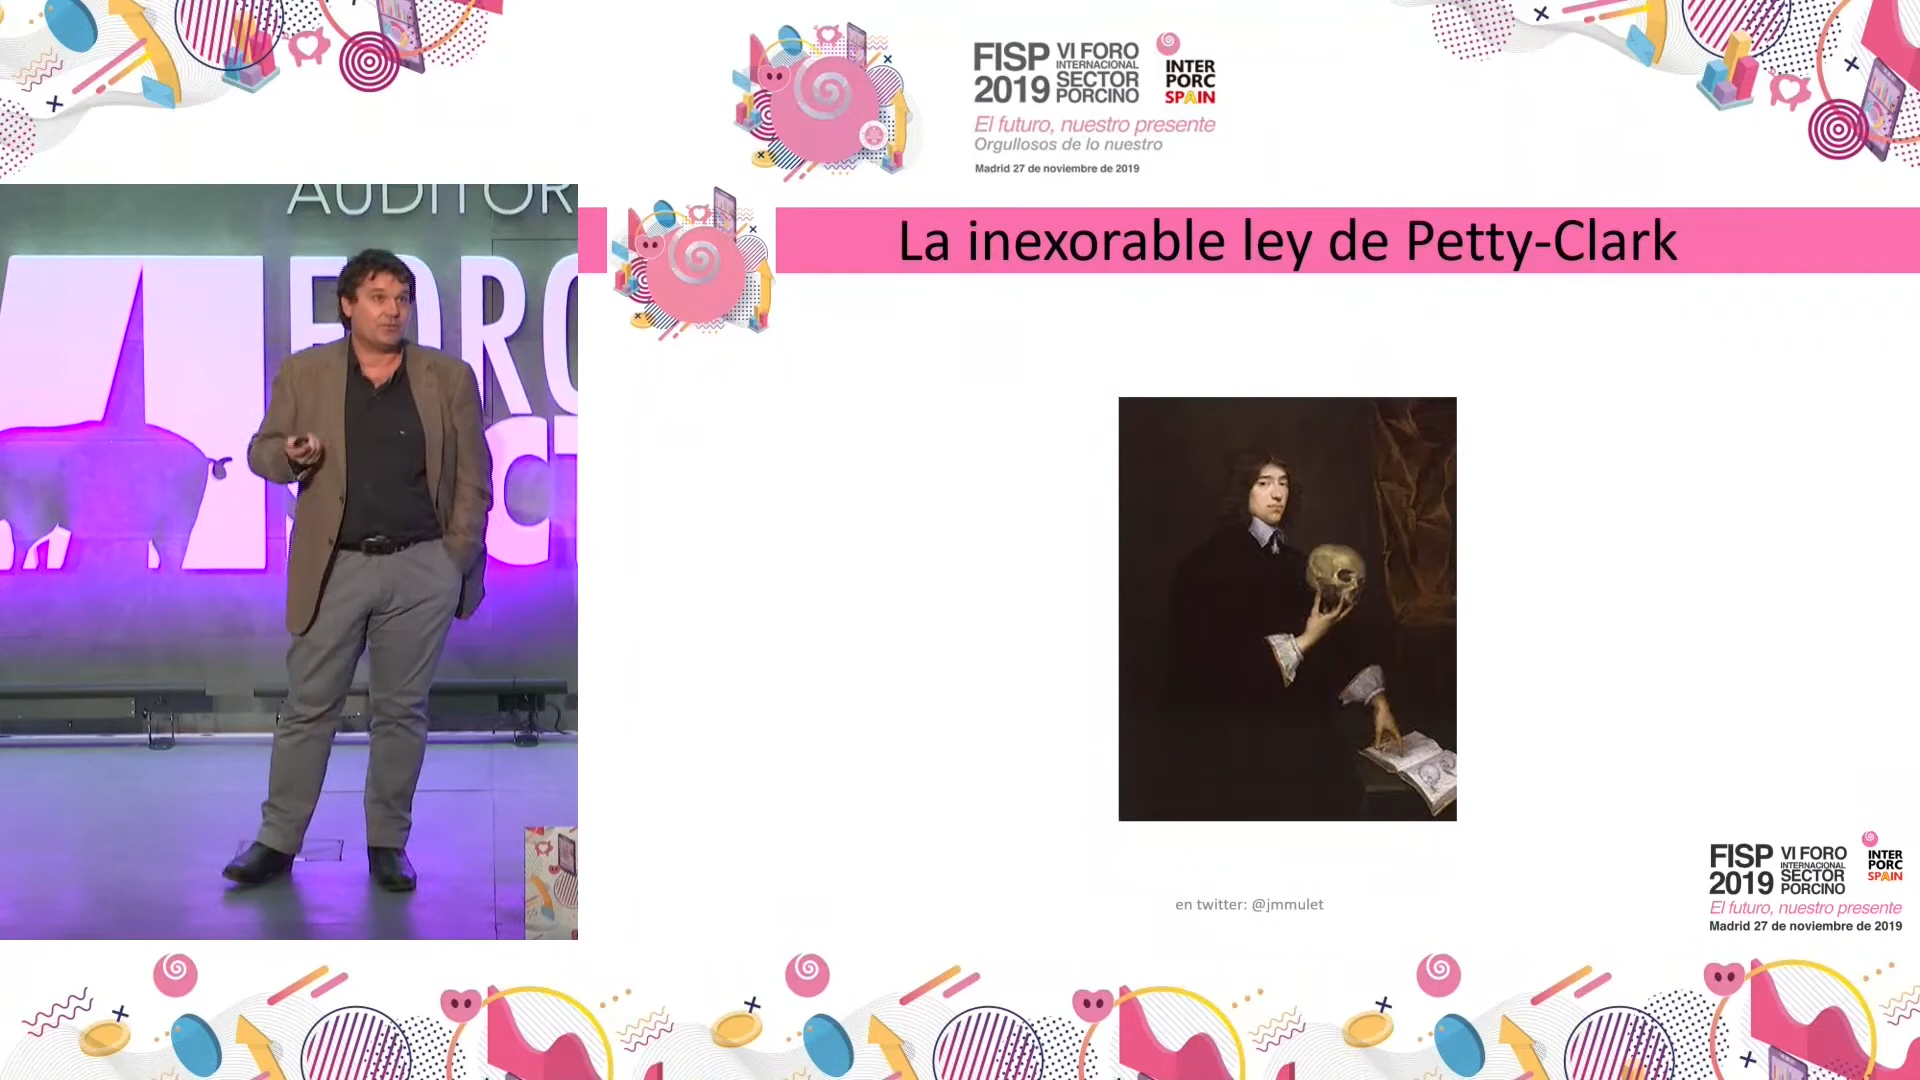 FISP
2019
VI FORO
INTERNACIONAL
SECTOR
PORCINO
INTER
PORC
SPAIN
El futuro, nuestro presente
Orgullosos de lo nuestro
Madrid 27 de noviembre de 2019
AUDITOR
FORO
La inexorable ley de Petty-Clark
en twitter: @jmmulet
FISP
2019
VI FORO
INTERNACIONAL
SECTOR
PORCINO
INTER
PORC
SPAIN
El futuro, nuestro presente
Madrid 27 de noviembre de 2019